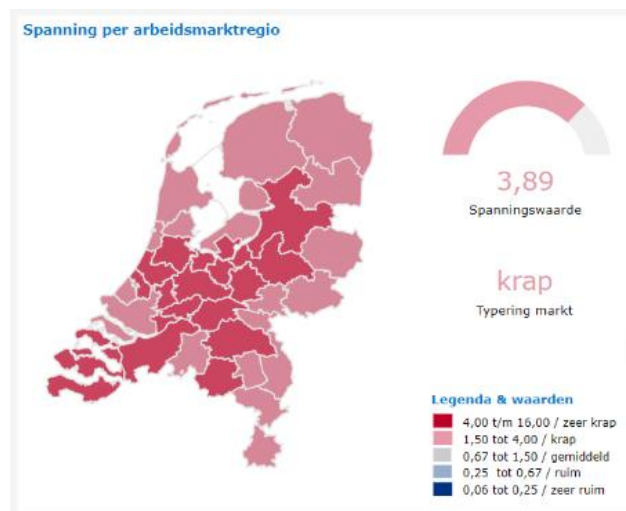 Spanning per arbeidsmarktregio
3,89
Spanningswaarde
krap
Typering markt
Legenda & waarden
4,00 t/m 16,00 / zeer krap
1,50 tot 4,00 / krap
0,67 tot 1,50 / gemiddeld
0,25 tot 0,67 / ruim
0,06 tot 0,25 / zeer ruim